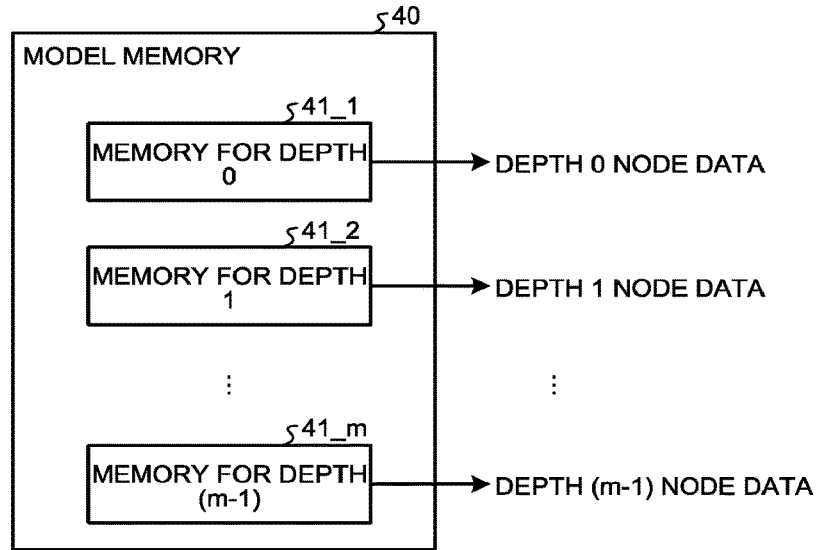 40
MODEL MEMORY
41_1
MEMORY FOR DEPTH
0
DEPTH 0 NODE DATA
41_2
MEMORY FOR DEPTH
1
DEPTH 1 NODE DATA
⋮ ⋮
41_m
MEMORY FOR DEPTH
(m-1)
DEPTH (m-1) NODE DATA